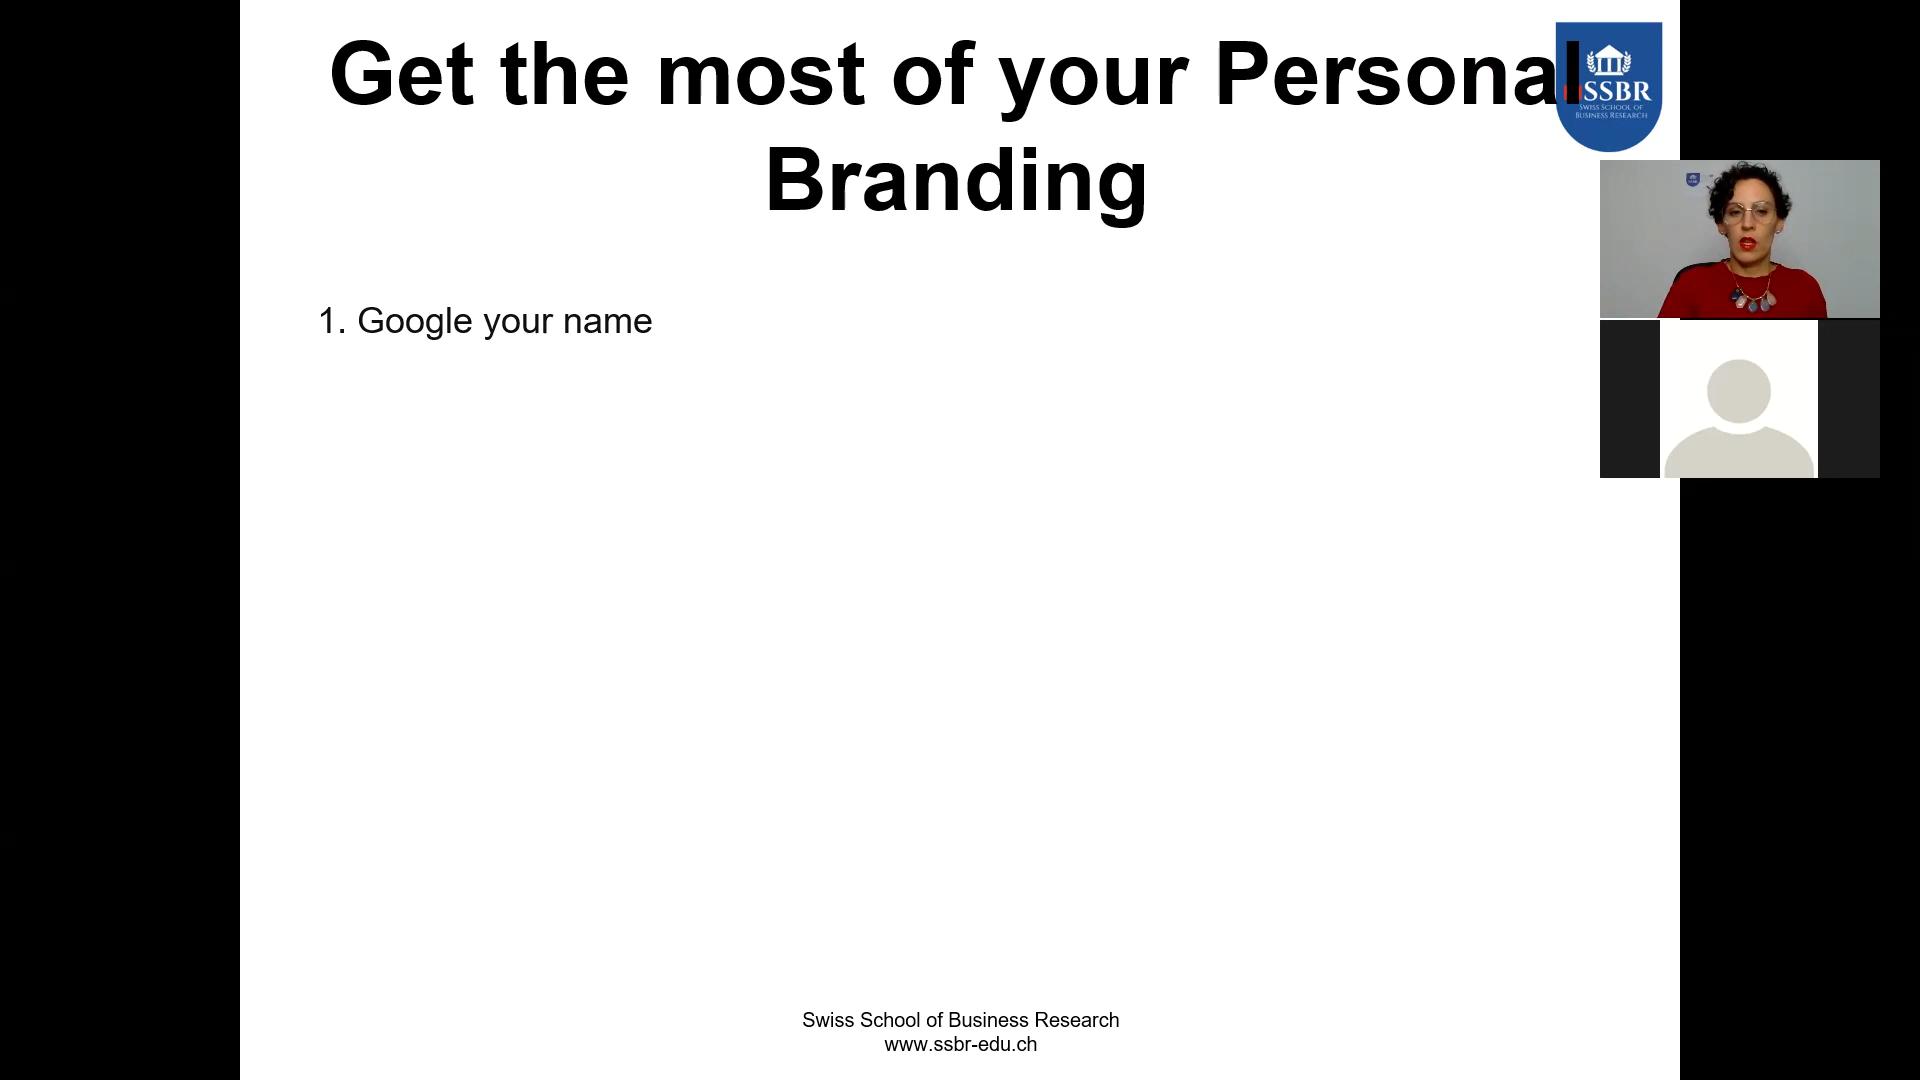 Get the most of your Personal
Branding
SSBR
SWISS SCHOOL OF
BUSINESS RESEARCH
1. Google your name
Swiss School of Business Research
www.ssbr-edu.ch